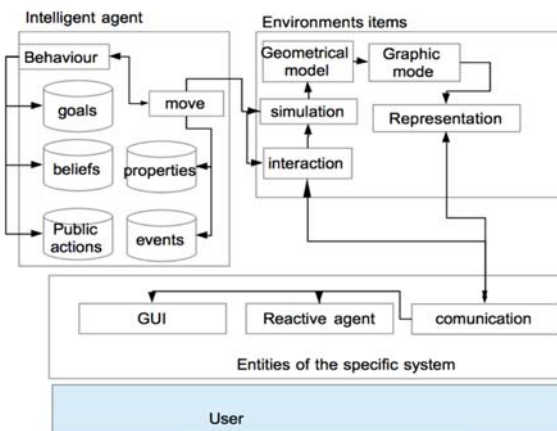 Intelligent agent
Environments items
Behaviour
goals
move
beliefs
properties
Public
actions
events
Geometrical
model
Graphic
mode
simulation
Representation
interaction
GUI
Reactive agent
comunication
Entities of the specific system
User